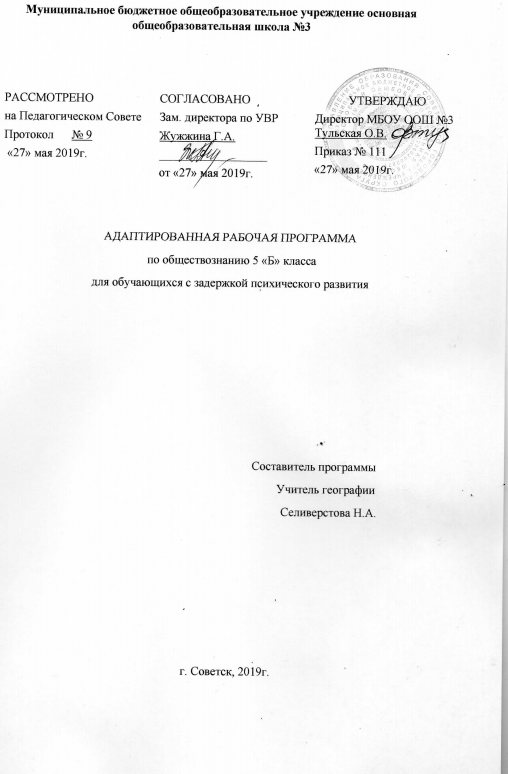 Муниципальное бюджетное общеобразовательное учреждение основная
общеобразовательная школа №3
РАССМОТРЕНО
на Педагогическом Совете
Протокол № 9
«27» мая 2019г.
СОГЛАСОВАНО
Зам. директора по УВР
Жужжина Г.А.
от «27» мая 2019г.
УТВЕРЖДАЮ
Директор МБОУ ООШ №3
Тульская О.В.
Приказ № 111
«27» мая 2019г.
АДАПТИРОВАННАЯ РАБОЧАЯ ПРОГРАММА
по обществознанию 5 «Б» класса
для обучающихся с задержкой психического развития
Составитель программы
Учитель географии
Селиверстова Н.А.
г. Советск, 2019г.